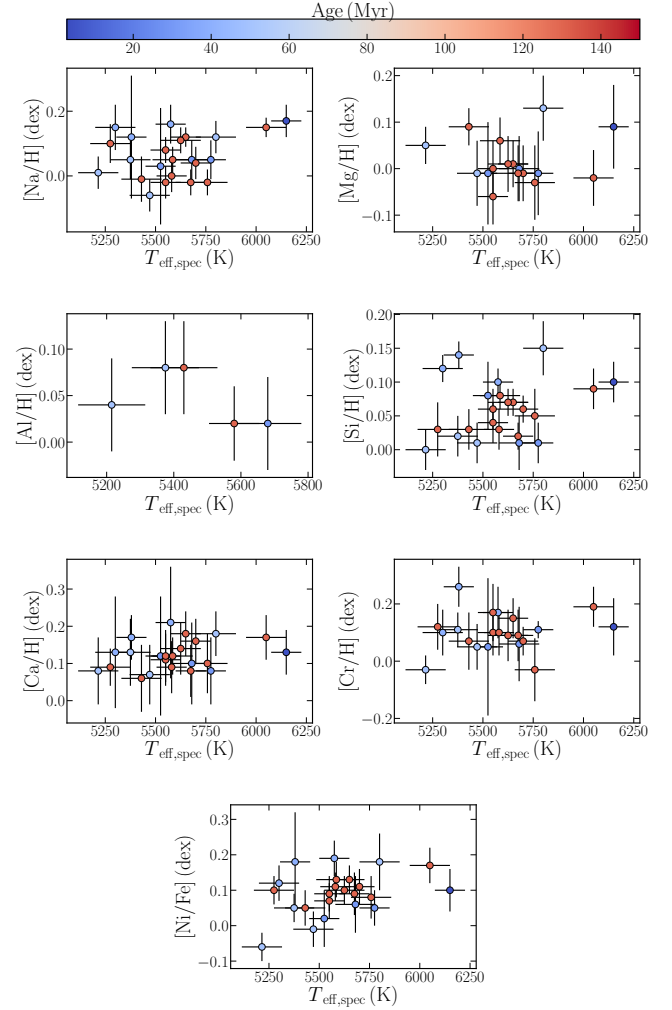 Age (Myr)
20 40 60 80 100 120 140
[Na/H] (dex)
0.2
0.0
5250 5500 5750 6000 6250
T_eff,spec (K)
[Mg/H] (dex)
0.2
0.1
0.0
−0.1
5250 5500 5750 6000 6250
T_eff,spec (K)
[Al/H] (dex)
0.10
0.05
−0.00
5200 5400 5600 5800
T_eff,spec (K)
[Si/H] (dex)
0.20
0.15
0.10
0.05
0.00
5250 5500 5750 6000 6250
T_eff,spec (K)
[Ca/H] (dex)
0.3
0.2
0.1
0.0
5250 5500 5750 6000 6250
T_eff,spec (K)
[Cr/H] (dex)
0.4
0.2
0.0
−0.2
5250 5500 5750 6000 6250
T_eff,spec (K)
[Ni/Fe] (dex)
0.3
0.2
0.1
0.0
−0.1
5250 5500 5750 6000 6250
T_eff,spec (K)